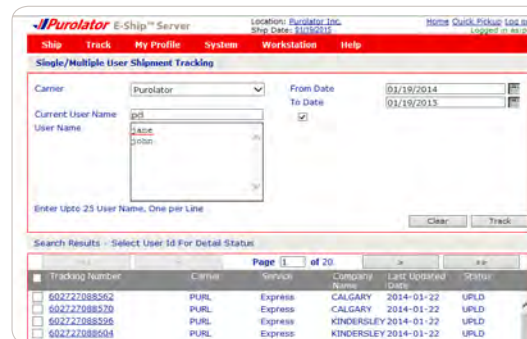 Purolator E-Ship™ Server
Location: Purolator Inc.
Ship Date: 01/19/2015
Home Quick Pickup
Logged in as:
Ship Track My Profile System Workstation Help
Single/Multiple User Shipment Tracking
Carrier Purolator From Date 01/19/2014
To Date 01/19/2015
Current User Name pd
User Name jane
john
Enter Upto 25 User Name, One per Line
Clear Track
Search Results - Select User Id For Detail Status
Page 1 of 20 > >>
Tracking Number Carrier Service Company Name Last Updated Date Status
602727088562 PURL Express CALGARY 2014-01-22 UPLD
602727088570 PURL Express CALGARY 2014-01-22 UPLD
602727088596 PURL Express KINDERSLEY 2014-01-22 UPLD
602727088604 PURL Express KINDERSLEY 2014-01-22 UPLD